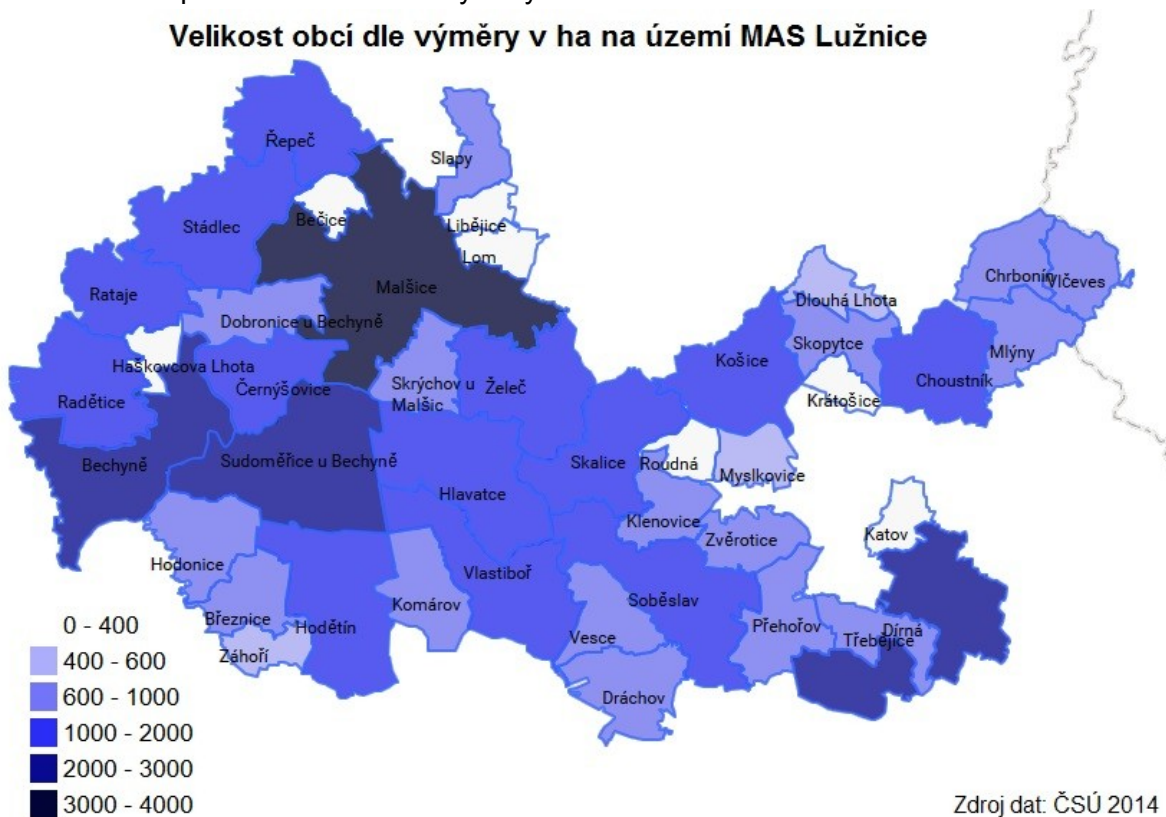 Velikost obcí dle výměry v ha na území MAS Lužnice
Řepeč
Slapy
Bečice
Stádlec
Libějice
Lom
Malšice
Rataje
Dobronice u Bechyně
Chrbonín
Vlčeves
Dlouhá Lhota
Skopytce
Mlýny
Haškovcova Lhota
Košice
Černýšovice
Skrýchov u
Malšic
Želeč
Choustník
Radětice
Krátošice
Bechyně
Sudoměřice u Bechyně
Skalice
Roudná
Myslkovice
Hlavatce
Klenovice
Katov
Zvěrotice
Hodonice
Vlastiboř
Komárov
Soběslav
Březnice
Hodětín
Přehořov
Dírná
Třebějice
Vesce
Záhoří
Dráchov
0 - 400
400 - 600
600 - 1000
1000 - 2000
2000 - 3000
3000 - 4000
Zdroj dat: ČSÚ 2014